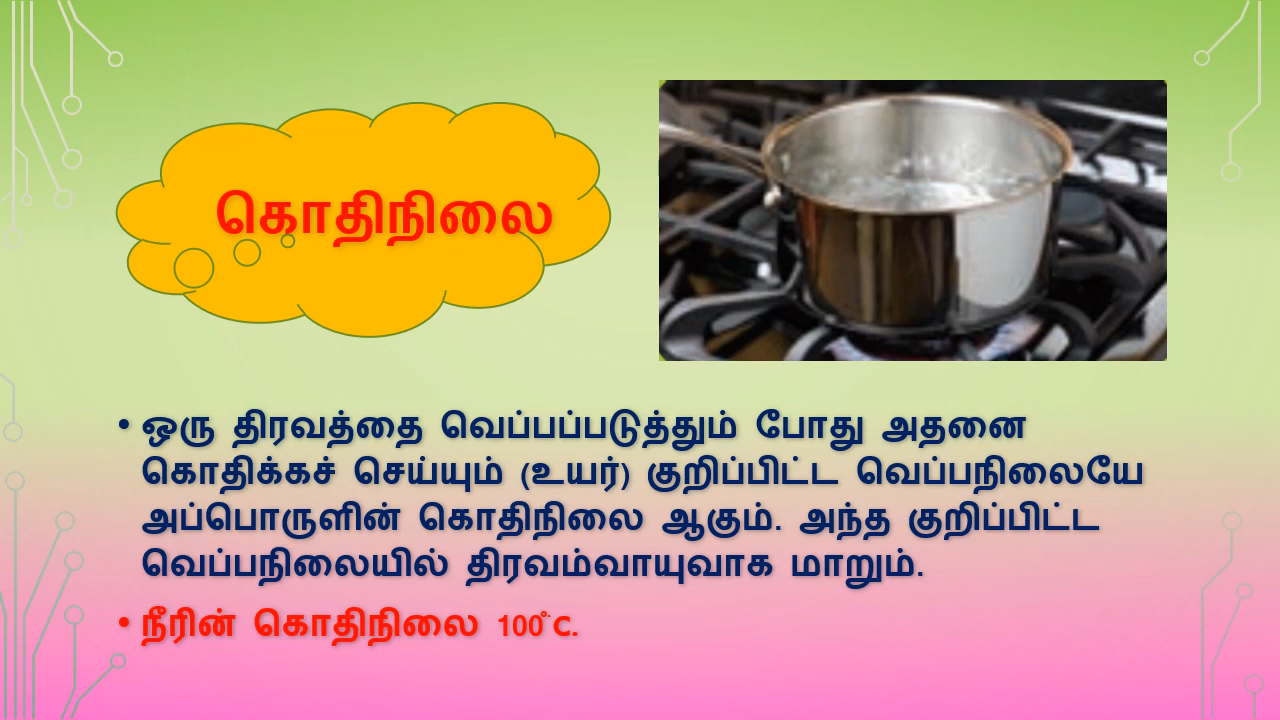 கொதிநிலை
• ஒரு திரவத்தை வெப்பப்படுத்தும் போது அதனை
கொதிக்கச் செய்யும் (உயர்) குறிப்பிட்ட வெப்பநிலையே
அப்பொருளின் கொதிநிலை ஆகும். அந்த குறிப்பிட்ட
வெப்பநிலையில் திரவம்வாயுவாக மாறும்.
• நீரின் கொதிநிலை 100°C.